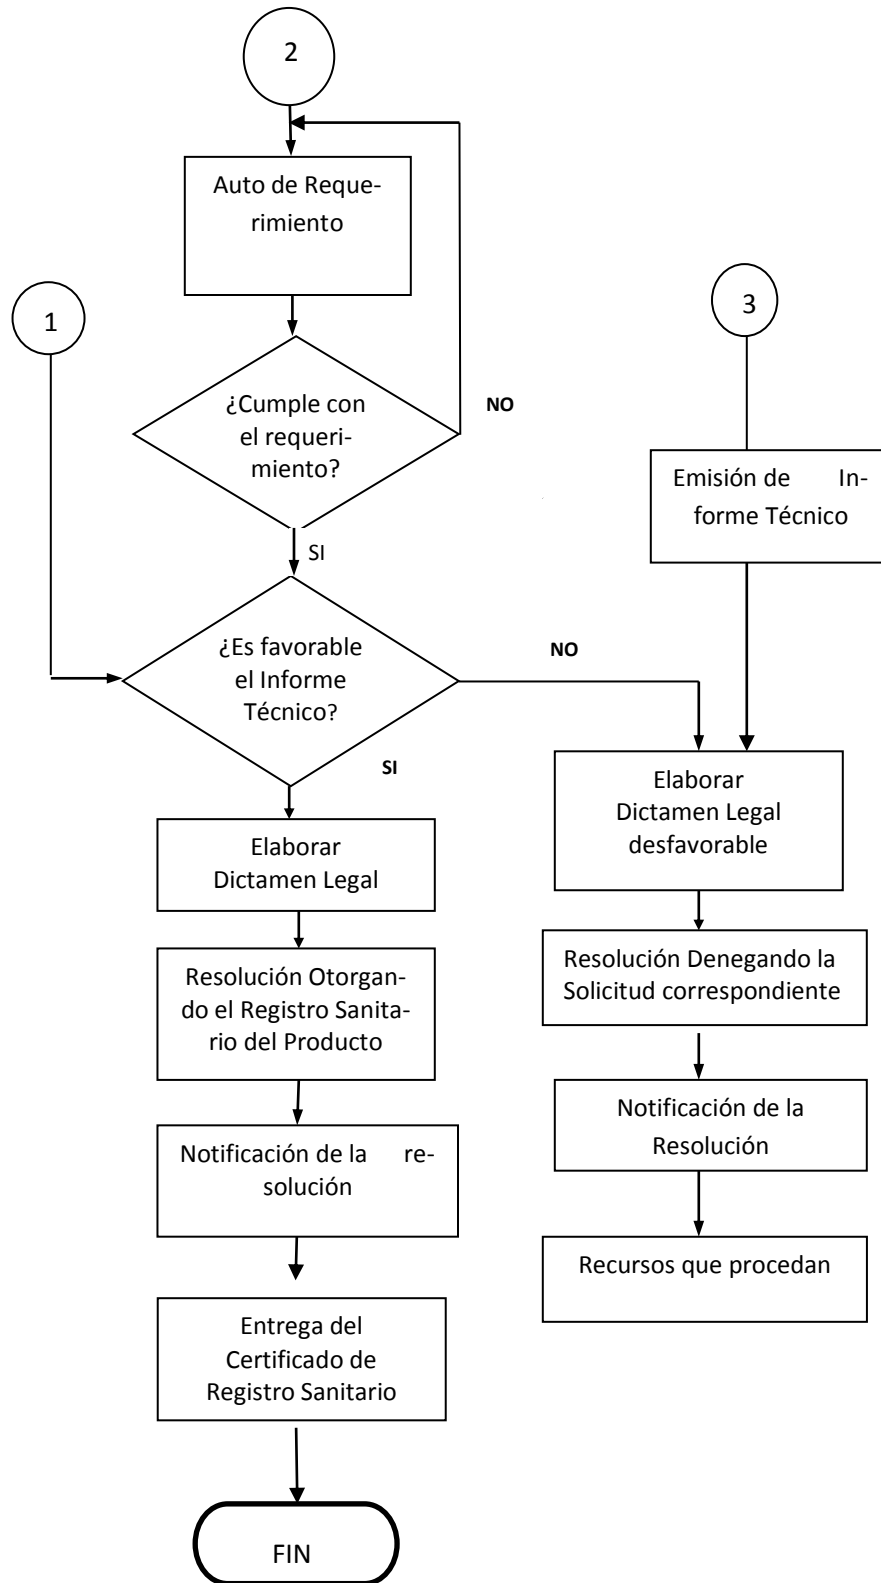 2
Auto de Reque-
rimiento
1
3
¿Cumple con
el requeri-
miento?
NO
Emisión de In-
forme Técnico
SI
¿Es favorable
el Informe
Técnico?
NO
SI
Elaborar
Dictamen Legal
desfavorable
Elaborar
Dictamen Legal
Resolución Denegando la
Solicitud correspondiente
Resolución Otorgan-
do el Registro Sanita-
rio del Producto
Notificación de la
Resolución
Notificación de la re-
solución
Recursos que procedan
Entrega del
Certificado de
Registro Sanitario
FIN